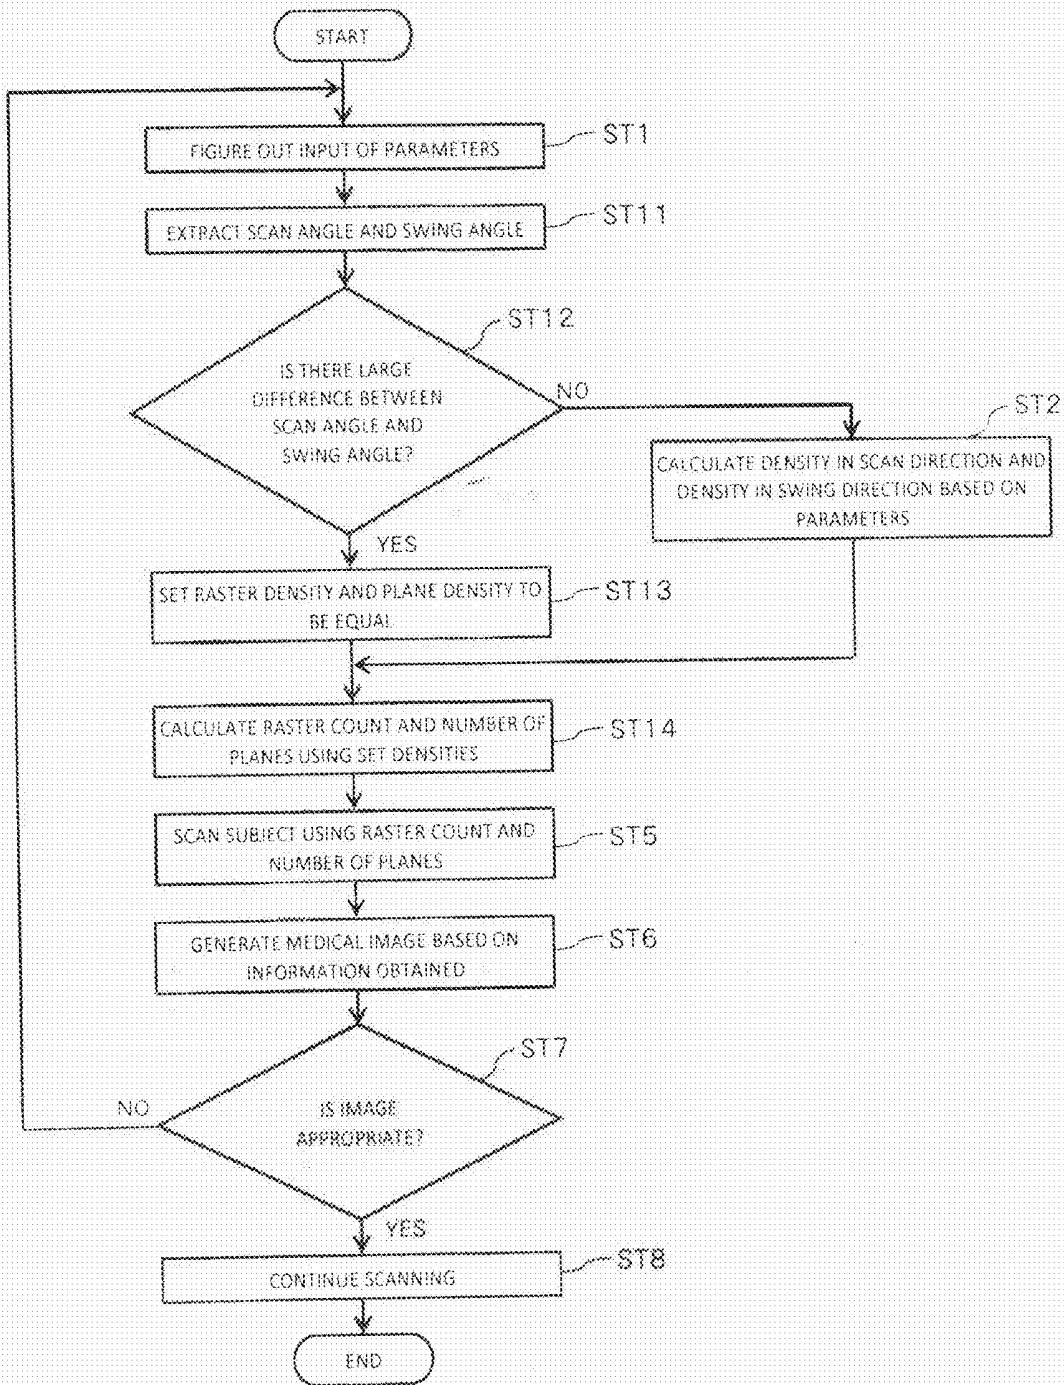 START
FIGURE OUT INPUT OF PARAMETERS
ST1
EXTRACT SCAN ANGLE AND SWING ANGLE
ST11
ST12
IS THERE LARGE
DIFFERENCE BETWEEN
SCAN ANGLE AND
SWING ANGLE?
NO
ST2
CALCULATE DENSITY IN SCAN DIRECTION AND
DENSITY IN SWING DIRECTION BASED ON
PARAMETERS
YES
SET RASTER DENSITY AND PLANE DENSITY TO
BE EQUAL
ST13
CALCULATE RASTER COUNT AND NUMBER OF
PLANES USING SET DENSITIES
ST14
SCAN SUBJECT USING RASTER COUNT AND
NUMBER OF PLANES
ST5
GENERATE MEDICAL IMAGE BASED ON
INFORMATION OBTAINED
ST6
ST7
NO
IS IMAGE
APPROPRIATE?
YES
CONTINUE SCANNING
ST8
END